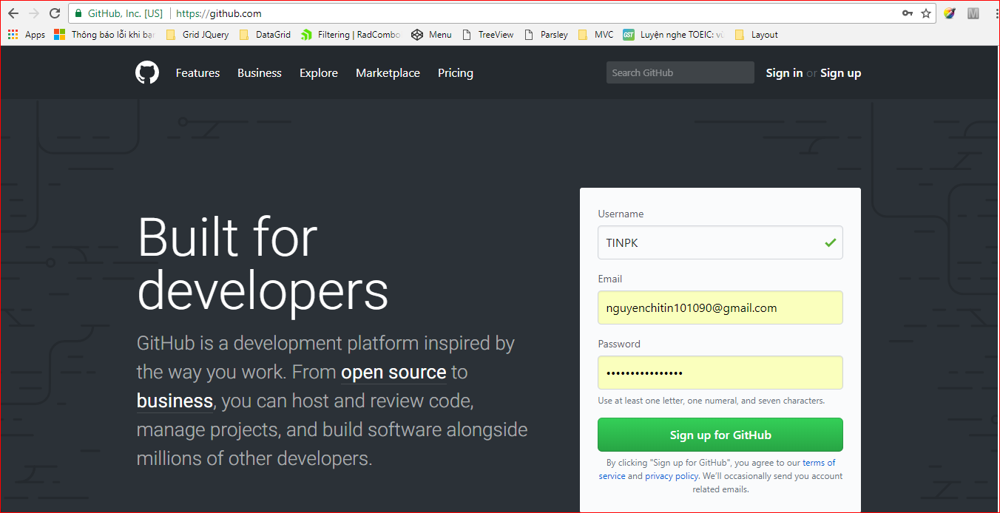 GitHub, Inc. [US] https://github.com
Apps Thông báo lỗi khi bạn Grid JQuery DataGrid Filtering | RadCombo Menu TreeView Parsley MVC GST Luyện nghe TOEIC: Layout
Features Business Explore Marketplace Pricing Search GitHub Sign in or Sign up
Built for
developers
GitHub is a development platform inspired by
the way you work. From open source to
business, you can host and review code,
manage projects, and build software alongside
millions of other developers.
Username
TINPK
Email
nguyenchitin101090@gmail.com
Password
••••••••••••••••
Use at least one letter, one numeral, and seven characters.
Sign up for GitHub
By clicking "Sign up for GitHub", you agree to our terms of
service and privacy policy. We'll occasionally send you account
related emails.